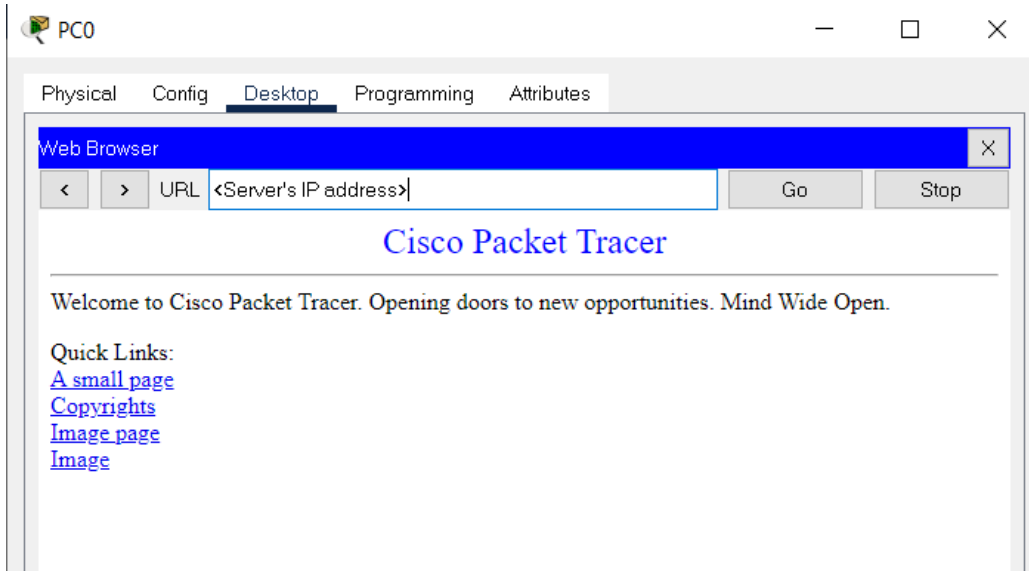 PC0
Physical Config Desktop Programming Attributes
Web Browser X
< > URL <Server's IP address> Go Stop
Cisco Packet Tracer
Welcome to Cisco Packet Tracer. Opening doors to new opportunities. Mind Wide Open.
Quick Links:
A small page
Copyrights
Image page
Image